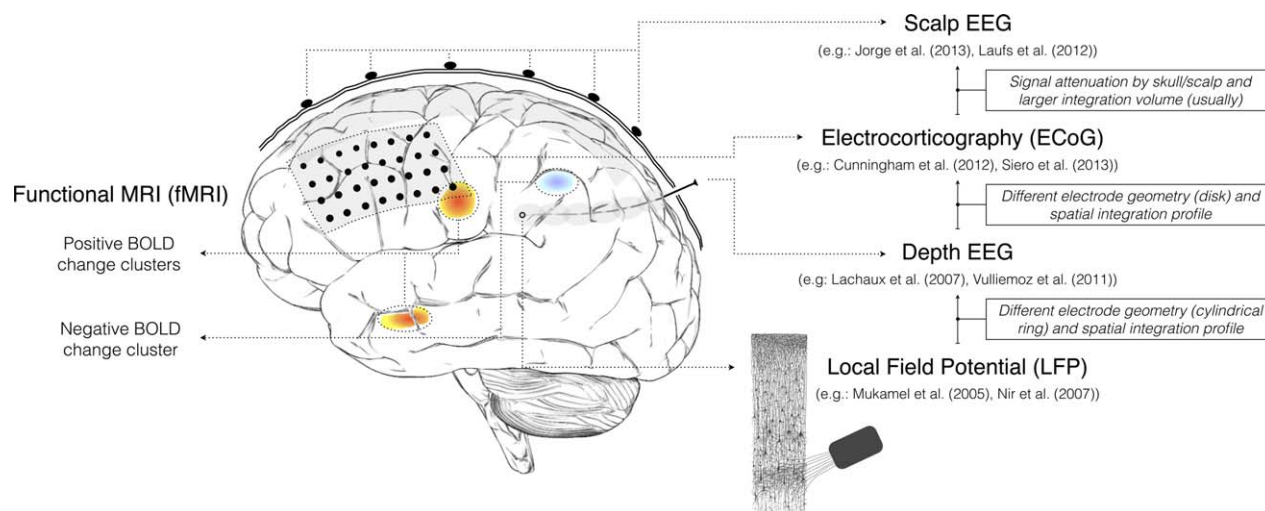 Scalp EEG
(e.g.: Jorge et al. (2013), Laufs et al. (2012))
Signal attenuation by skull/scalp and
larger integration volume (usually)
Electrocorticography (ECoG)
(e.g.: Cunningham et al. (2012), Siero et al. (2013))
Different electrode geometry (disk) and
spatial integration profile
Depth EEG
(e.g: Lachaux et al. (2007), Vulliemoz et al. (2011))
Different electrode geometry (cylindrical
ring) and spatial integration profile
Local Field Potential (LFP)
(e.g.: Mukamel et al. (2005), Nir et al. (2007))
Functional MRI (fMRI)
Positive BOLD
change clusters
Negative BOLD
change cluster